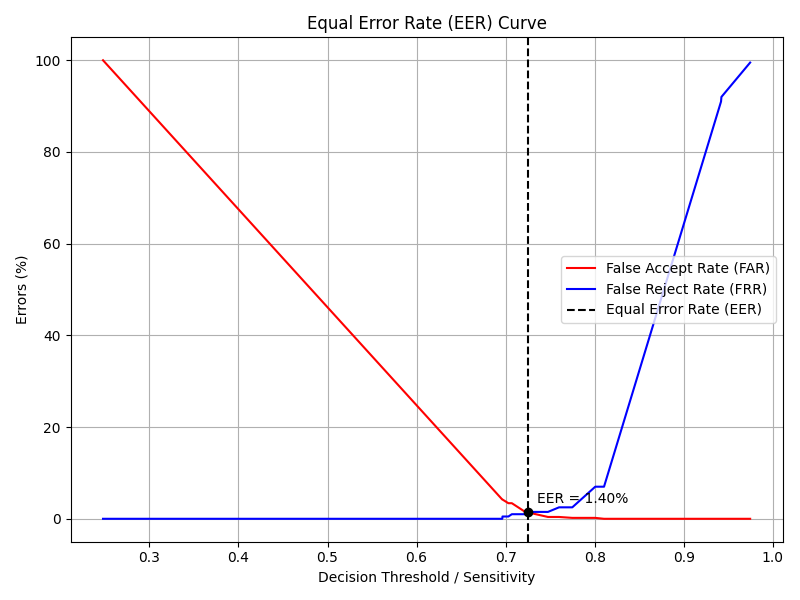 Equal Error Rate (EER) Curve
100
80
60
40
20
0
Errors (%)
False Accept Rate (FAR)
False Reject Rate (FRR)
Equal Error Rate (EER)
EER = 1.40%
0.3 0.4 0.5 0.6 0.7 0.8 0.9 1.0
Decision Threshold / Sensitivity